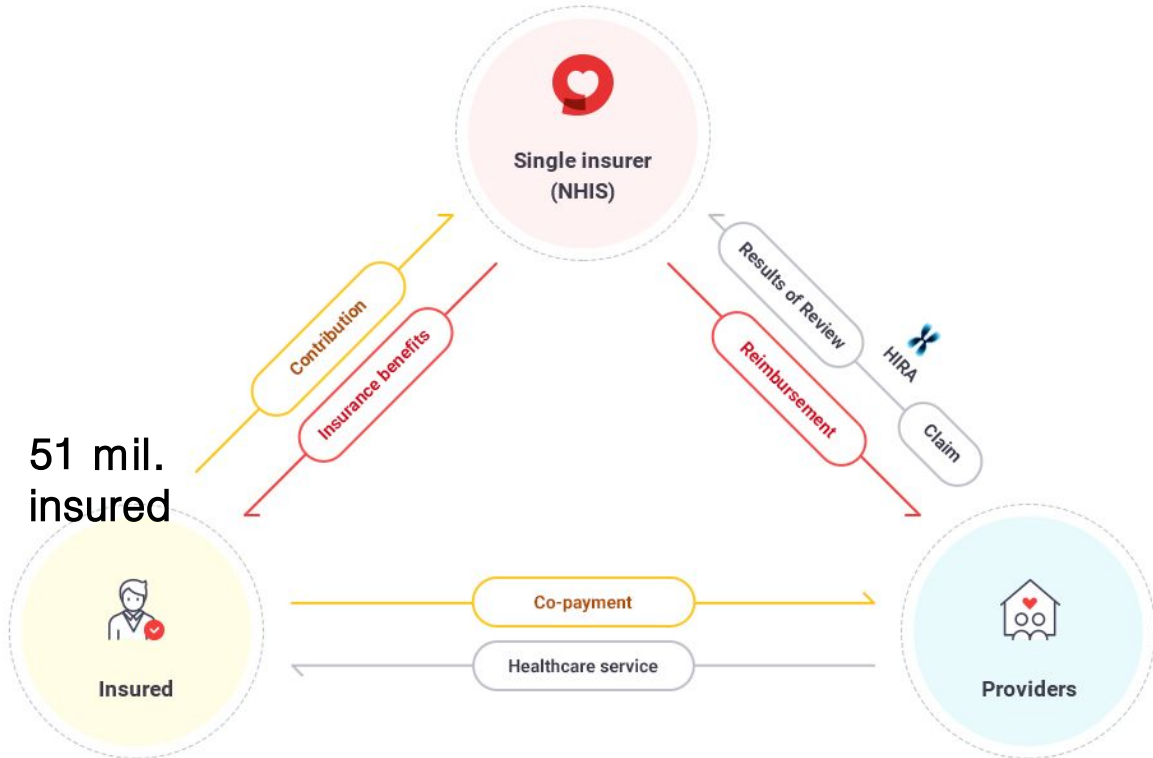 Single insurer
(NHIS)
Results of Review
HIRA
Claim
Contribution
Insurance benefits
Reimbursement
51 mil.
insured
Co-payment
Healthcare service
Insured
Providers